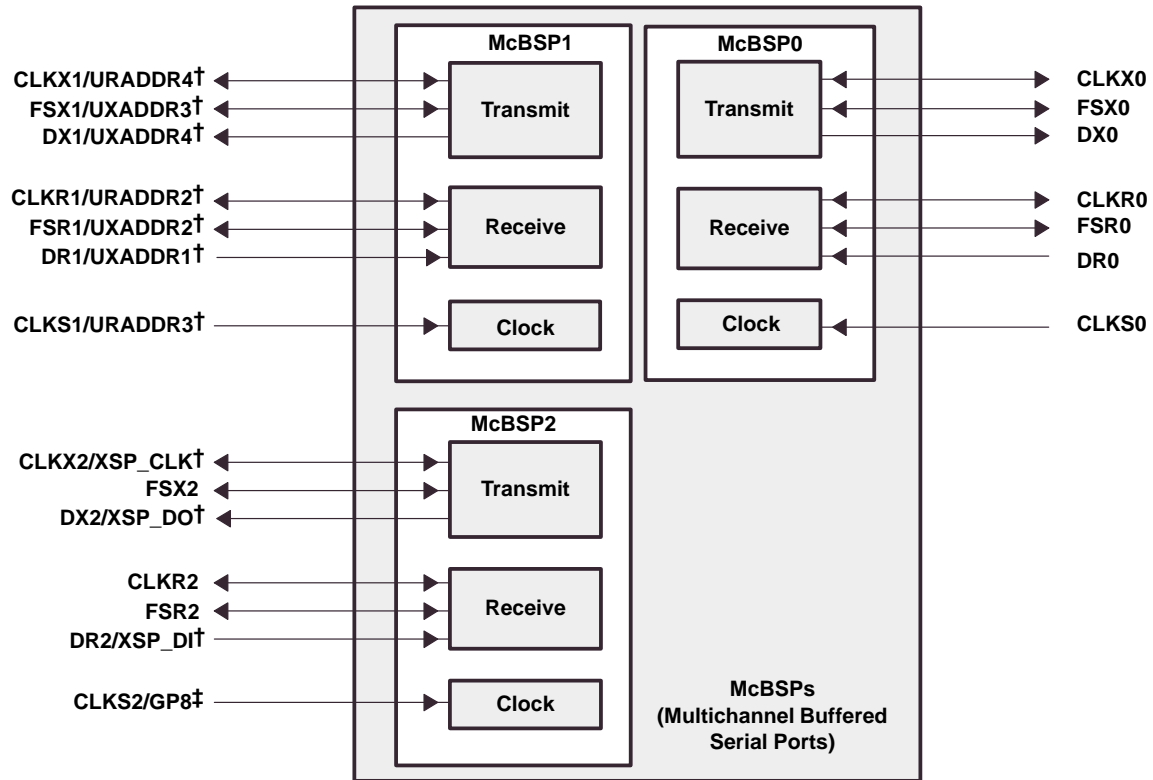 McBSP1
CLKX1/URADDR4†
FSX1/UXADDR3†
DX1/UXADDR4†
Transmit
CLKR1/URADDR2†
FSR1/UXADDR2†
DR1/UXADDR1†
Receive
CLKS1/URADDR3†
Clock
McBSP0
Transmit
CLKX0
FSX0
DX0
Receive
CLKR0
FSR0
DR0
Clock
CLKS0
McBSP2
CLKX2/XSP_CLK†
FSX2
DX2/XSP_DO†
Transmit
CLKR2
FSR2
DR2/XSP_DI†
Receive
CLKS2/GP8‡
Clock
McBSPs
(Multichannel Buffered
Serial Ports)